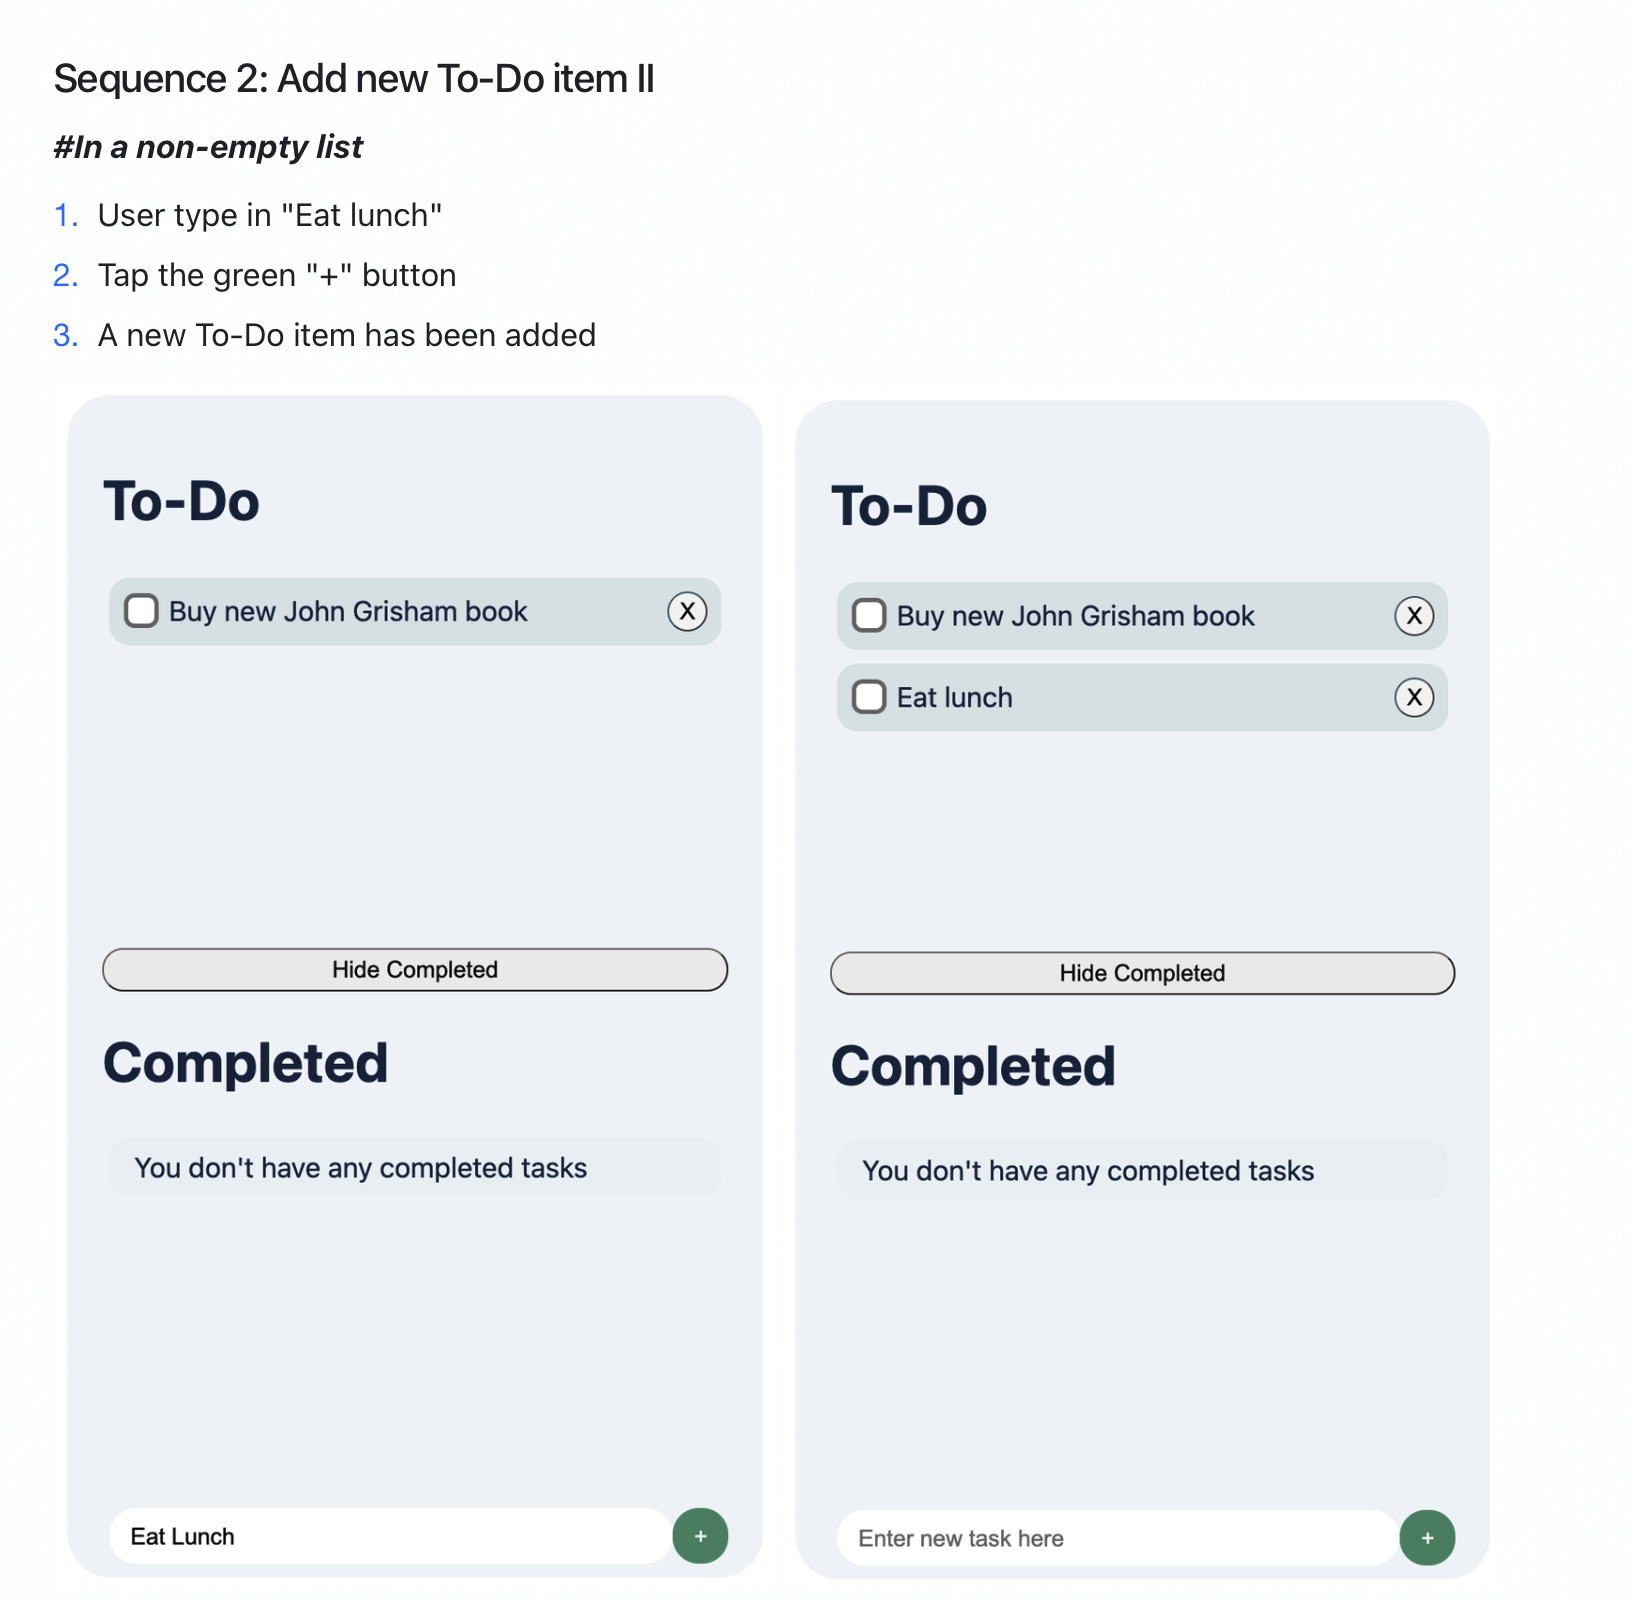 Sequence 2: Add new To-Do item II
#In a non-empty list
1. User type in "Eat lunch"
2. Tap the green "+" button
3. A new To-Do item has been added
To-Do
Buy new John Grisham book X
Hide Completed
Completed
You don't have any completed tasks
Eat Lunch +
To-Do
Buy new John Grisham book X
Eat lunch X
Hide Completed
Completed
You don't have any completed tasks
Enter new task here +